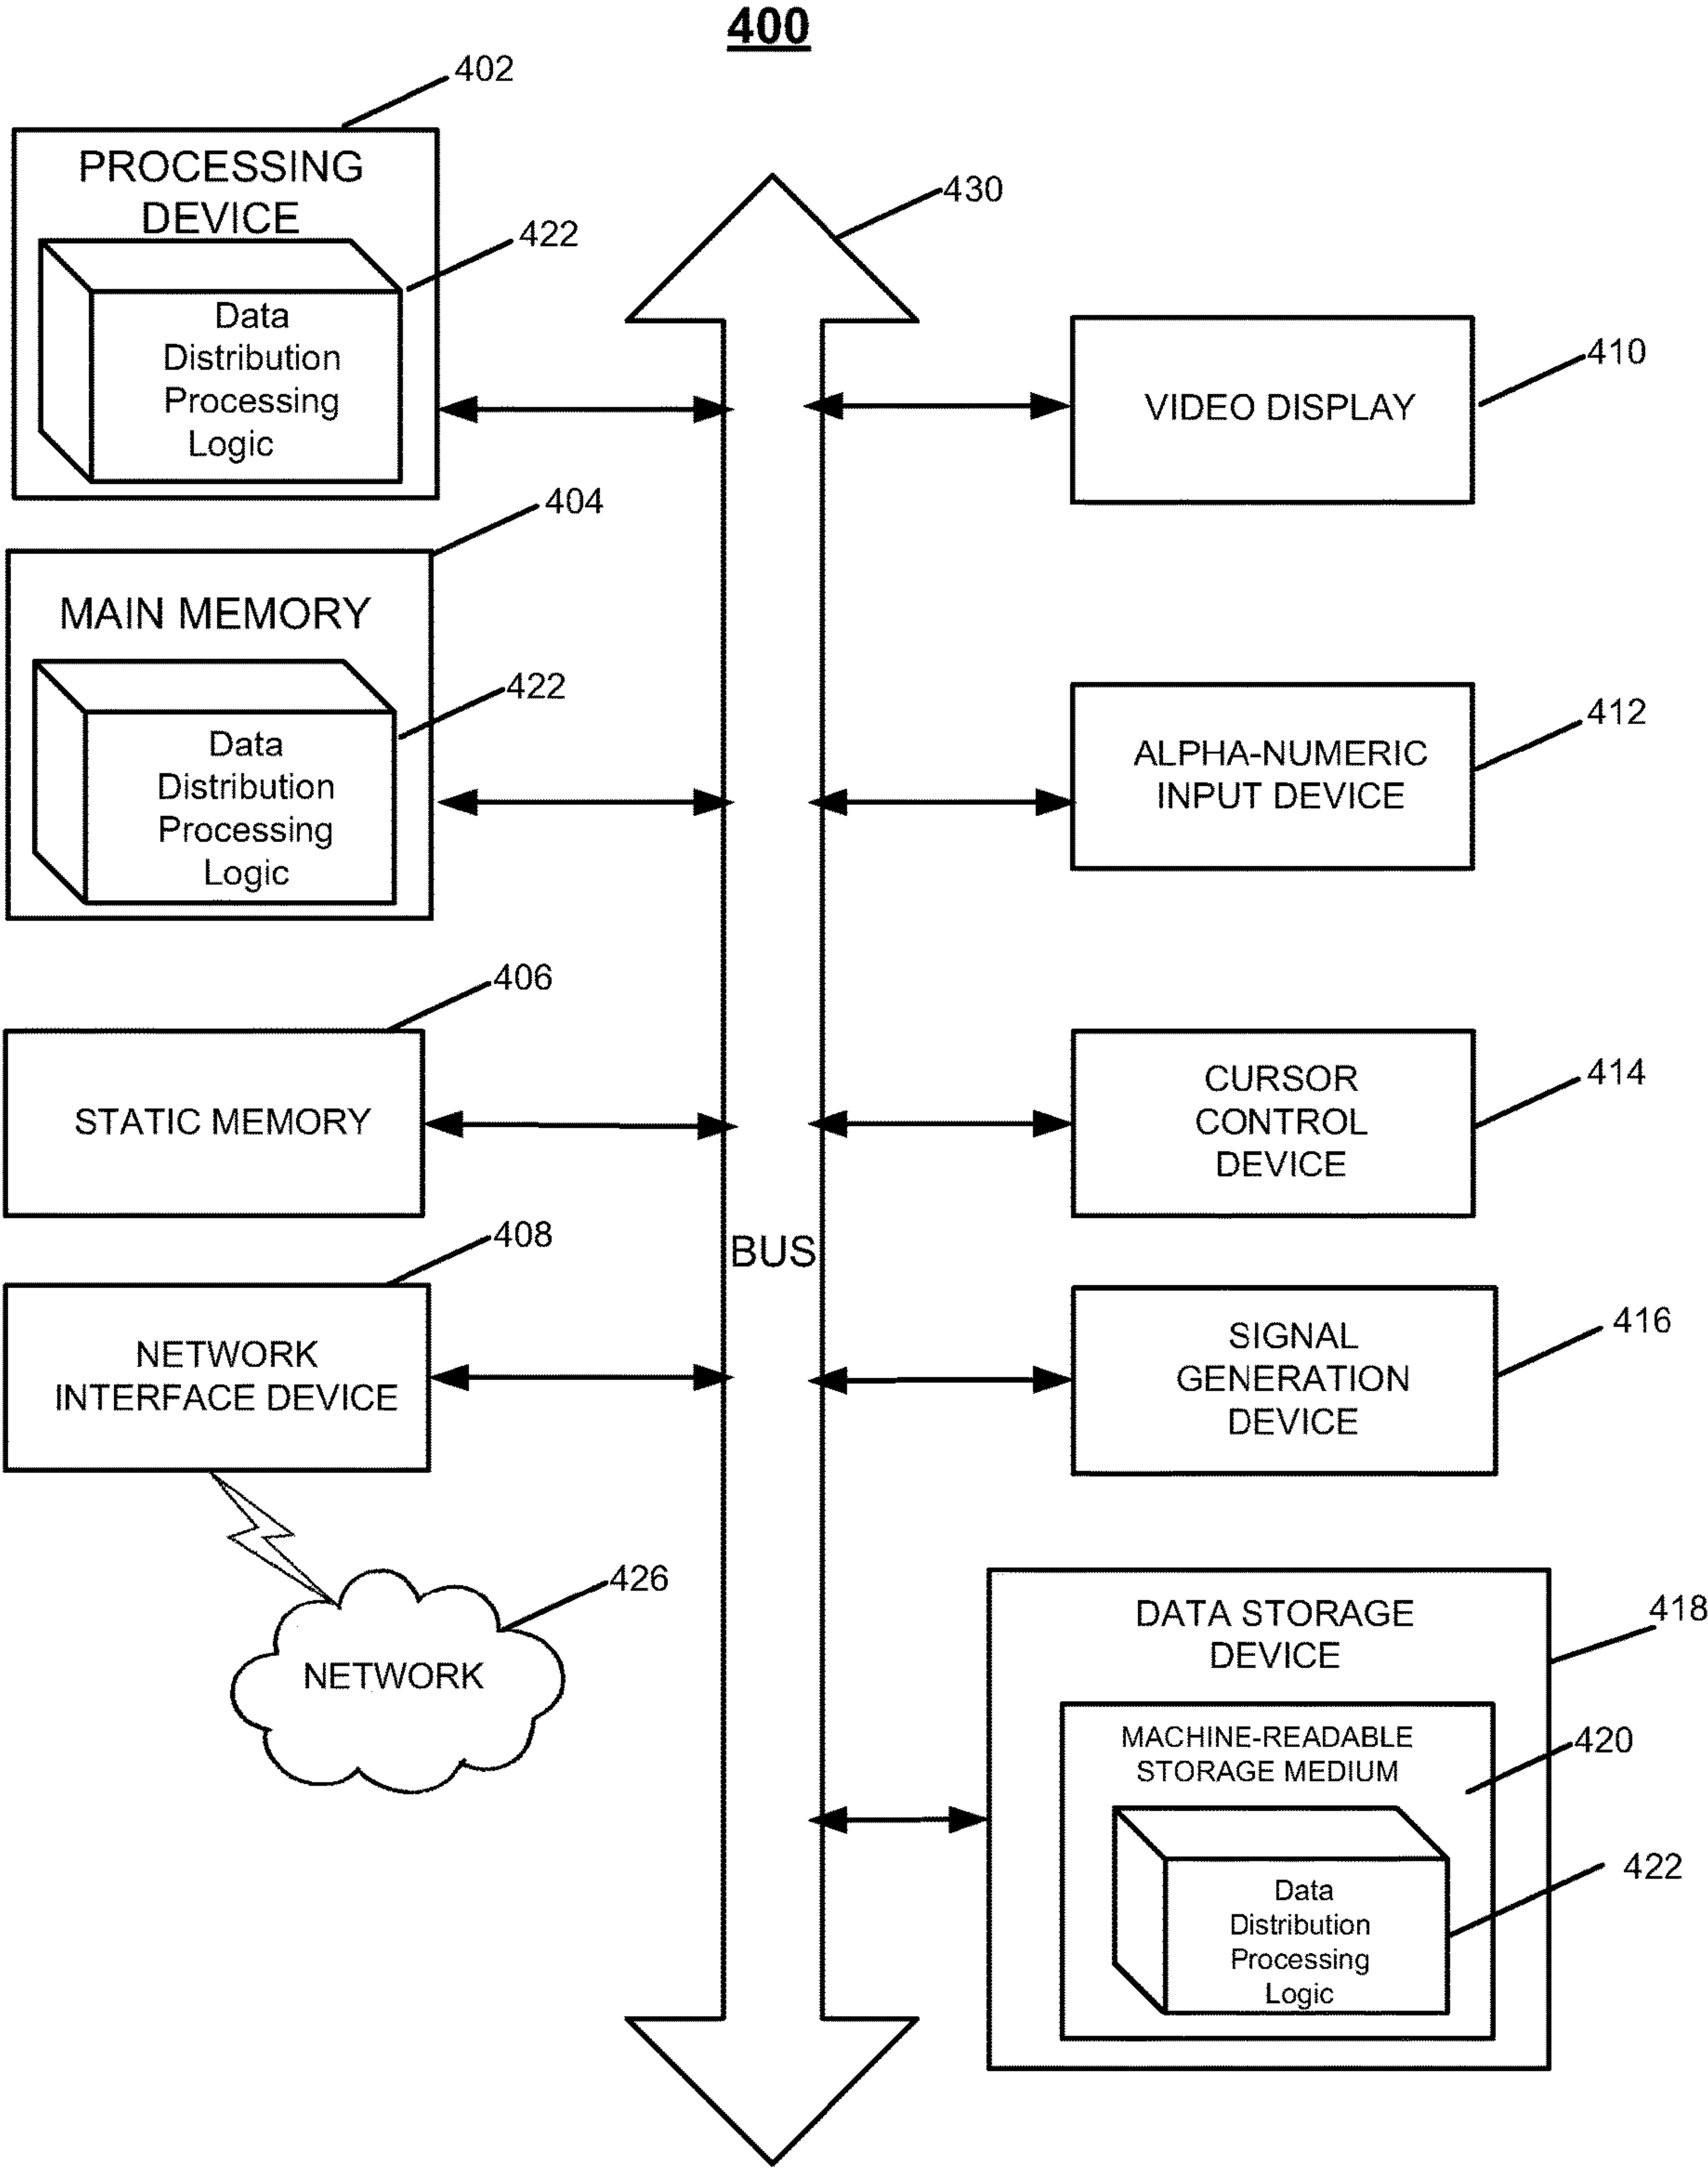 400
402
PROCESSING
DEVICE
422
Data
Distribution
Processing
Logic
404
MAIN MEMORY
422
Data
Distribution
Processing
Logic
406
STATIC MEMORY
408
NETWORK
INTERFACE DEVICE
426
NETWORK
430
BUS
410
VIDEO DISPLAY
412
ALPHA-NUMERIC
INPUT DEVICE
414
CURSOR
CONTROL
DEVICE
416
SIGNAL
GENERATION
DEVICE
418
DATA STORAGE
DEVICE
420
MACHINE-READABLE
STORAGE MEDIUM
422
Data
Distribution
Processing
Logic